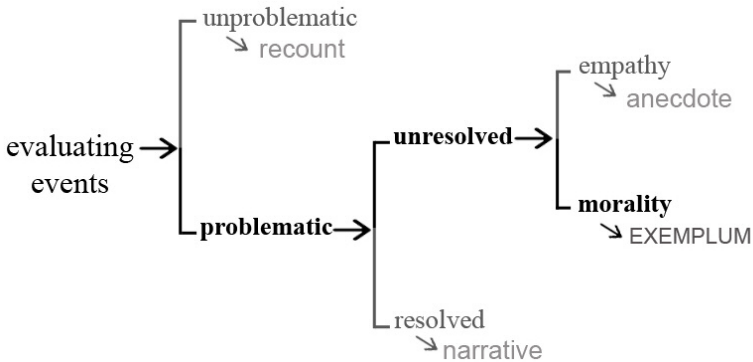 unproblematic
recount
evaluating
events
problematic
unresolved
empathy
anecdote
morality
EXEMPLUM
resolved
narrative